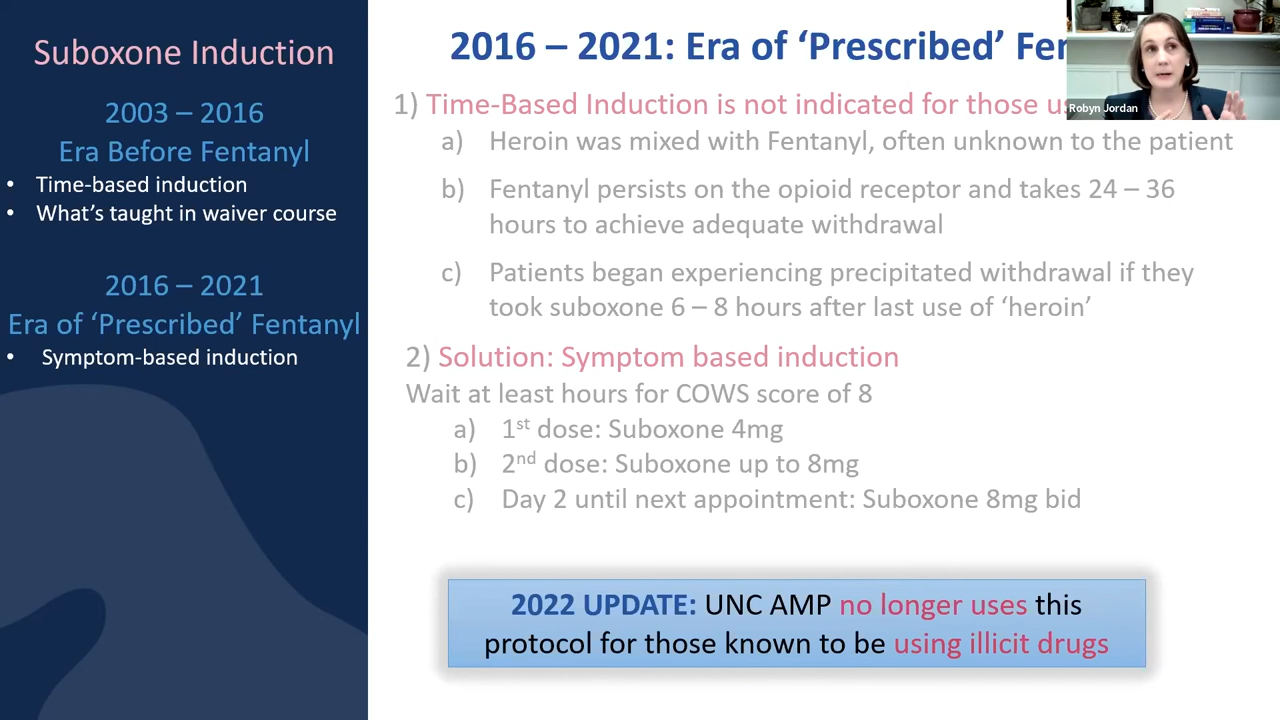 Suboxone Induction
2003 – 2016
Era Before Fentanyl
• Time-based induction
• What's taught in waiver course
2016 – 2021
Era of 'Prescribed' Fentanyl
• Symptom-based induction
2016 – 2021: Era of 'Prescribed'
1) Time-Based Induction is not indicated for those
a) Heroin was mixed with Fentanyl, often unknown to the patient
b) Fentanyl persists on the opioid receptor and takes 24 – 36
hours to achieve adequate withdrawal
c) Patients began experiencing precipitated withdrawal if they
took suboxone 6 – 8 hours after last use of 'heroin'
2) Solution: Symptom based induction
Wait at least hours for COWS score of 8
a) 1st dose: Suboxone 4mg
b) 2nd dose: Suboxone up to 8mg
c) Day 2 until next appointment: Suboxone 8mg bid
2022 UPDATE: UNC AMP no longer uses this
protocol for those known to be using illicit drugs
Robyn Jordan